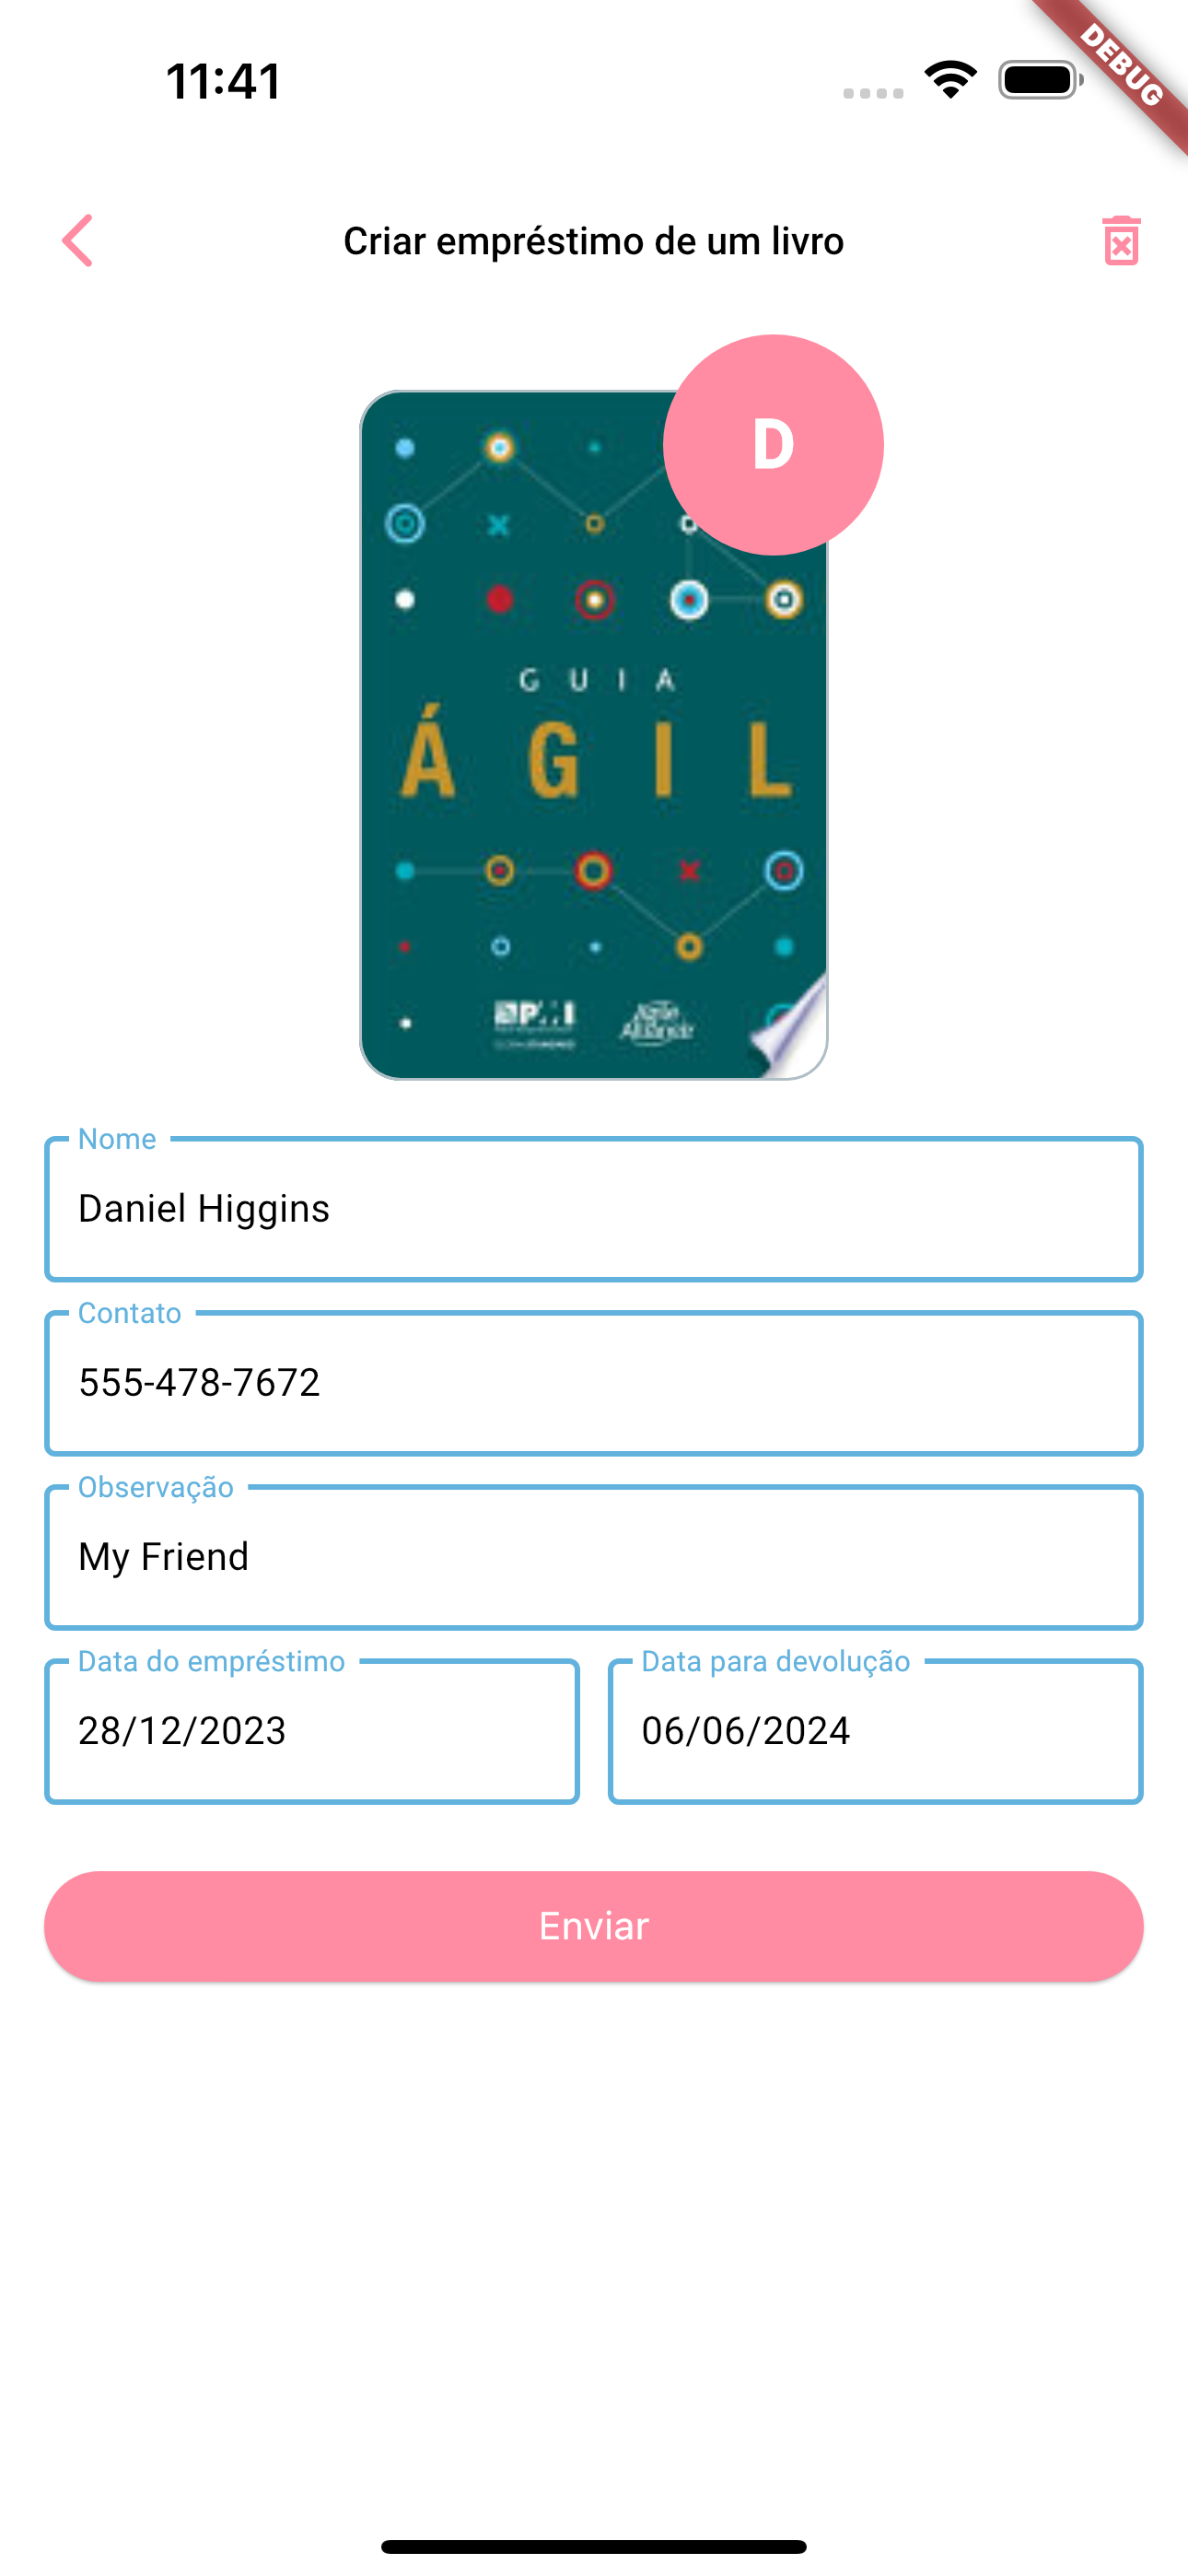 11:41
DEBUG
Criar empréstimo de um livro
D
GUIA
ÁGIL
PMI
Agile
Alliance
Nome
Daniel Higgins
Contato
555-478-7672
Observação
My Friend
Data do empréstimo
28/12/2023
Data para devolução
06/06/2024
Enviar